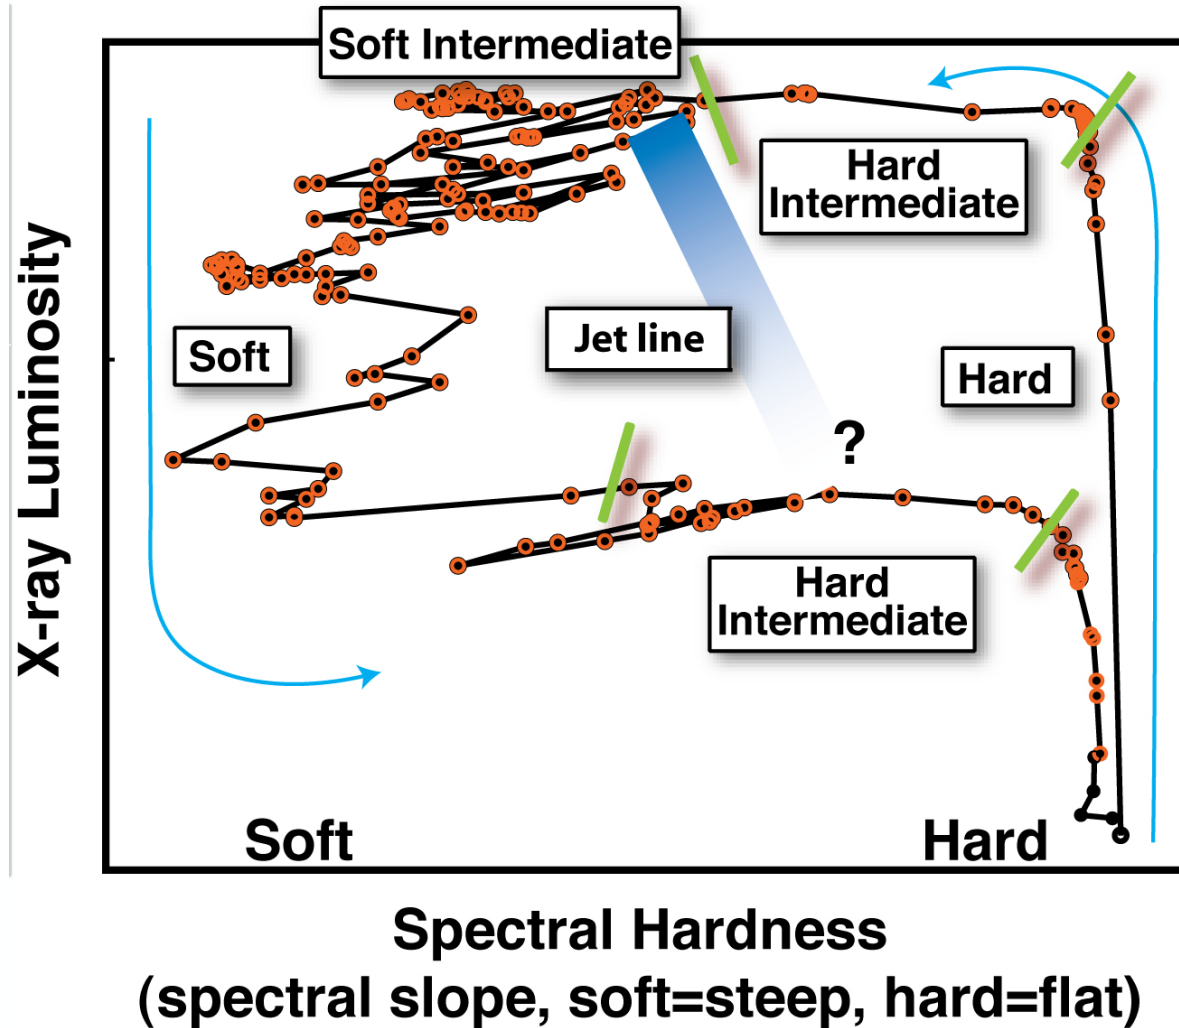 Soft Intermediate
Hard
Intermediate
X-ray Luminosity
Soft
Jet line
Hard
?
Hard
Intermediate
Soft
Hard
Spectral Hardness
(spectral slope, soft=steep, hard=flat)